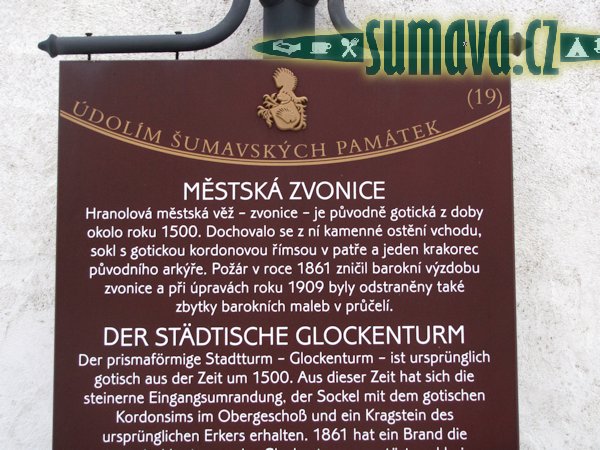 sumava.cz
(19)
ÚDOLÍM ŠUMAVSKÝCH PAMÁTEK
MĚSTSKÁ ZVONICE
Hranolová městská věž – zvonice – je původně gotická z doby
okolo roku 1500. Dochovalo se z ní kamenné ostění vchodu,
sokl s gotickou kordonovou římsou v patře a jeden krakorec
původního arkýře. Požár v roce 1861 zničil barokní výzdobu
zvonice a při úpravách roku 1909 byly odstraněny také
zbytky barokních maleb v průčelí.
DER STÄDTISCHE GLOCKENTURM
Der prismaförmige Stadtturm – Glockenturm – ist ursprünglich
gotisch aus der Zeit um 1500. Aus dieser Zeit hat sich die
steinerne Eingangsumrandung, der Sockel mit dem gotischen
Kordonsims im Obergeschoß und ein Kragstein des
ursprünglichen Erkers erhalten. 1861 hat ein Brand die